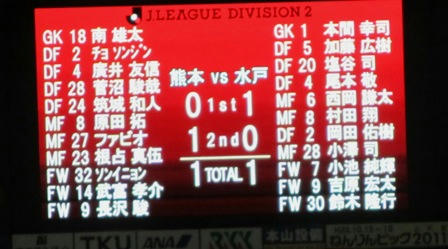 J.LEAGUE DIVISION 2
熊本 vs 水戸
0 1st 1
1 2nd 0
1 TOTAL 1
GK 18 南 雄太
DF 2 チョ ソンジン
DF 4 廣井 友信
DF 28 菅沼 駿哉
DF 24 筑城 和人
MF 8 原田 拓
MF 27 ファビオ
MF 23 根占 真伍
FW 32 ソンイニョン
FW 14 武富 孝介
FW 9 長沢 駿
GK 1 本間 幸司
DF 5 加藤 広樹
DF 20 塩谷 司
DF 4 尾本 敬
MF 6 西岡 謙太
MF 8 村田 翔
DF 2 岡田 佑樹
MF 28 小澤 司
FW 7 小池 純輝
FW 9 吉原 宏太
FW 30 鈴木 隆行
TKU
ANA
RKK
本山設備